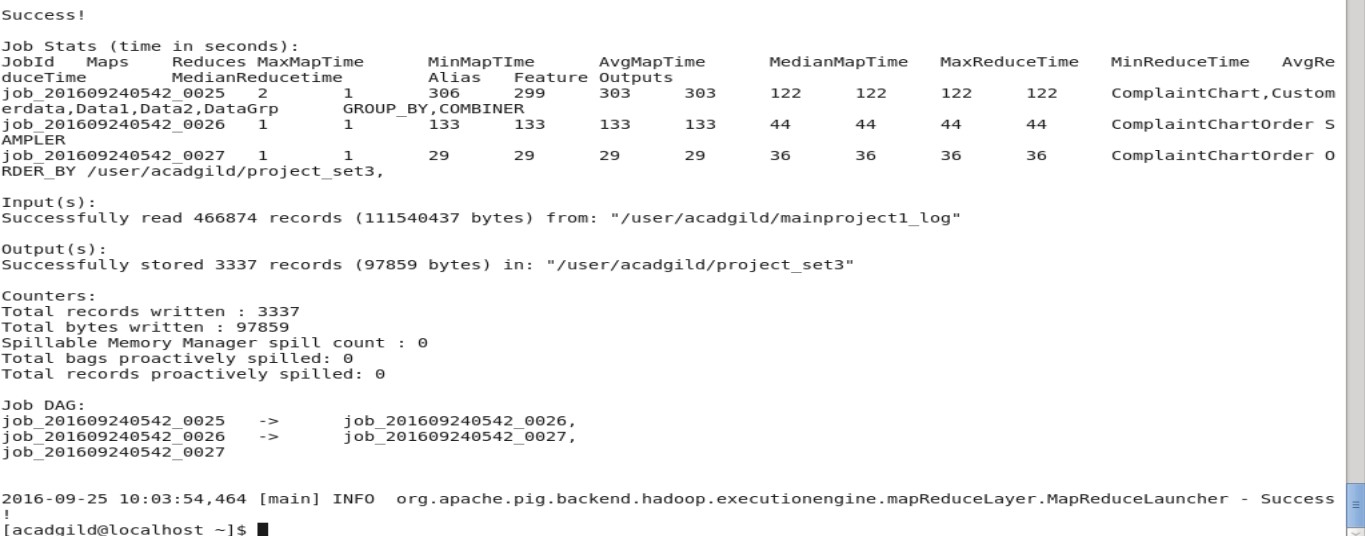 Success!
Job Stats (time in seconds):
JobId   Maps    Reduces MaxMapTime      MinMapTIme      AvgMapTime      MedianMapTime   MaxReduceTime   MinReduceTime   AvgRe
duceTime        MedianReducetime        Alias   Feature Outputs
job_201609240542_0025   2       1       306     299     303     303     122     122     122     122     ComplaintChart,Custom
erdata,Data1,Data2,DataGrp      GROUP_BY,COMBINER
job_201609240542_0026   1       1       133     133     133     133     44      44      44      44      ComplaintChartOrder S
AMPLER
job_201609240542_0027   1       1       29      29      29      29      36      36      36      36      ComplaintChartOrder O
RDER_BY /user/acadgild/project_set3,
Input(s):
Successfully read 466874 records (111540437 bytes) from: "/user/acadgild/mainproject1_log"
Output(s):
Successfully stored 3337 records (97859 bytes) in: "/user/acadgild/project_set3"
Counters:
Total records written : 3337
Total bytes written : 97859
Spillable Memory Manager spill count : 0
Total bags proactively spilled: 0
Total records proactively spilled: 0
Job DAG:
job_201609240542_0025   ->      job_201609240542_0026,
job_201609240542_0026   ->      job_201609240542_0027,
job_201609240542_0027
2016-09-25 10:03:54,464 [main] INFO  org.apache.pig.backend.hadoop.executionengine.mapReduceLayer.MapReduceLauncher - Success
!
[acadgild@localhost ~]$